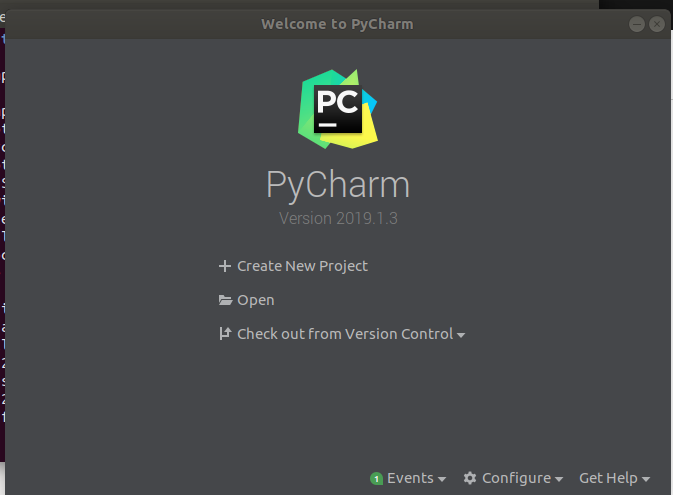 Welcome to PyCharm
PC
PyCharm
Version 2019.1.3
Create New Project
Open
Check out from Version Control
1 Events Configure Get Help